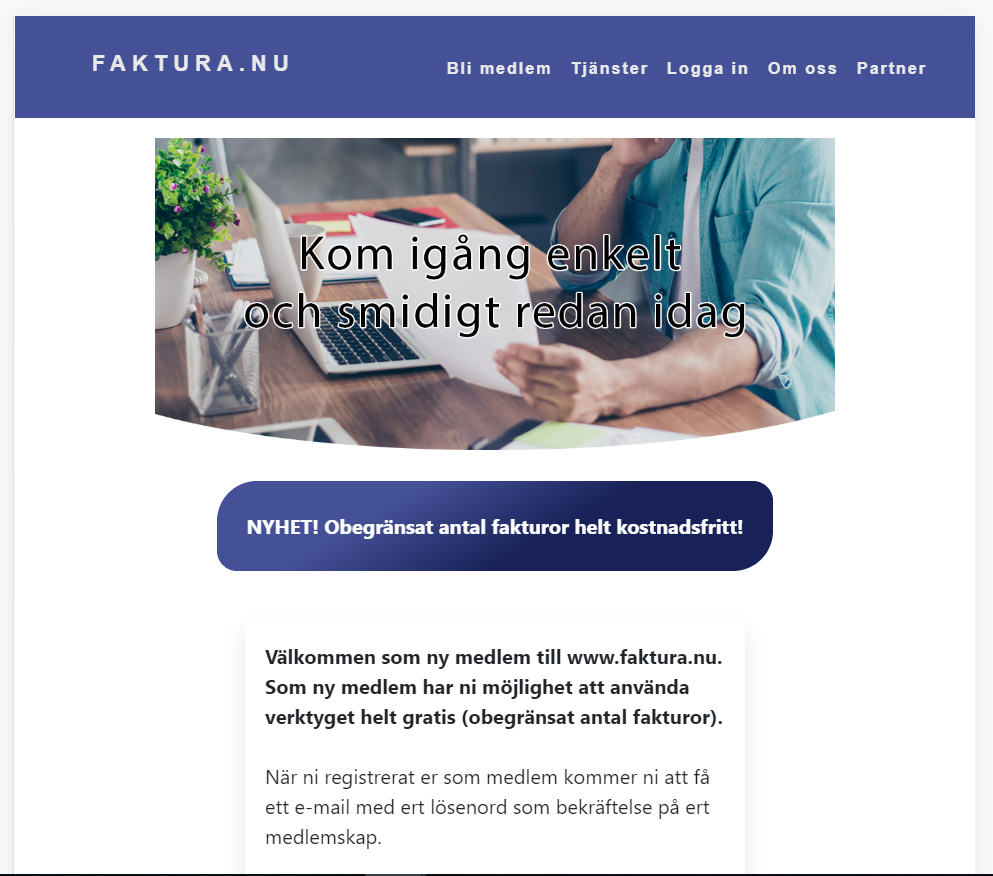 FAKTURA.NU
Bli medlem Tjänster Logga in Om oss Partner
Kom igång enkelt
och smidigt redan idag
NYHET! Obegränsat antal fakturor helt kostnadsfritt!
Välkommen som ny medlem till www.faktura.nu.
Som ny medlem har ni möjlighet att använda
verktyget helt gratis (obegränsat antal fakturor).
När ni registrerat er som medlem kommer ni att få
ett e-mail med ert lösenord som bekräftelse på ert
medlemskap.